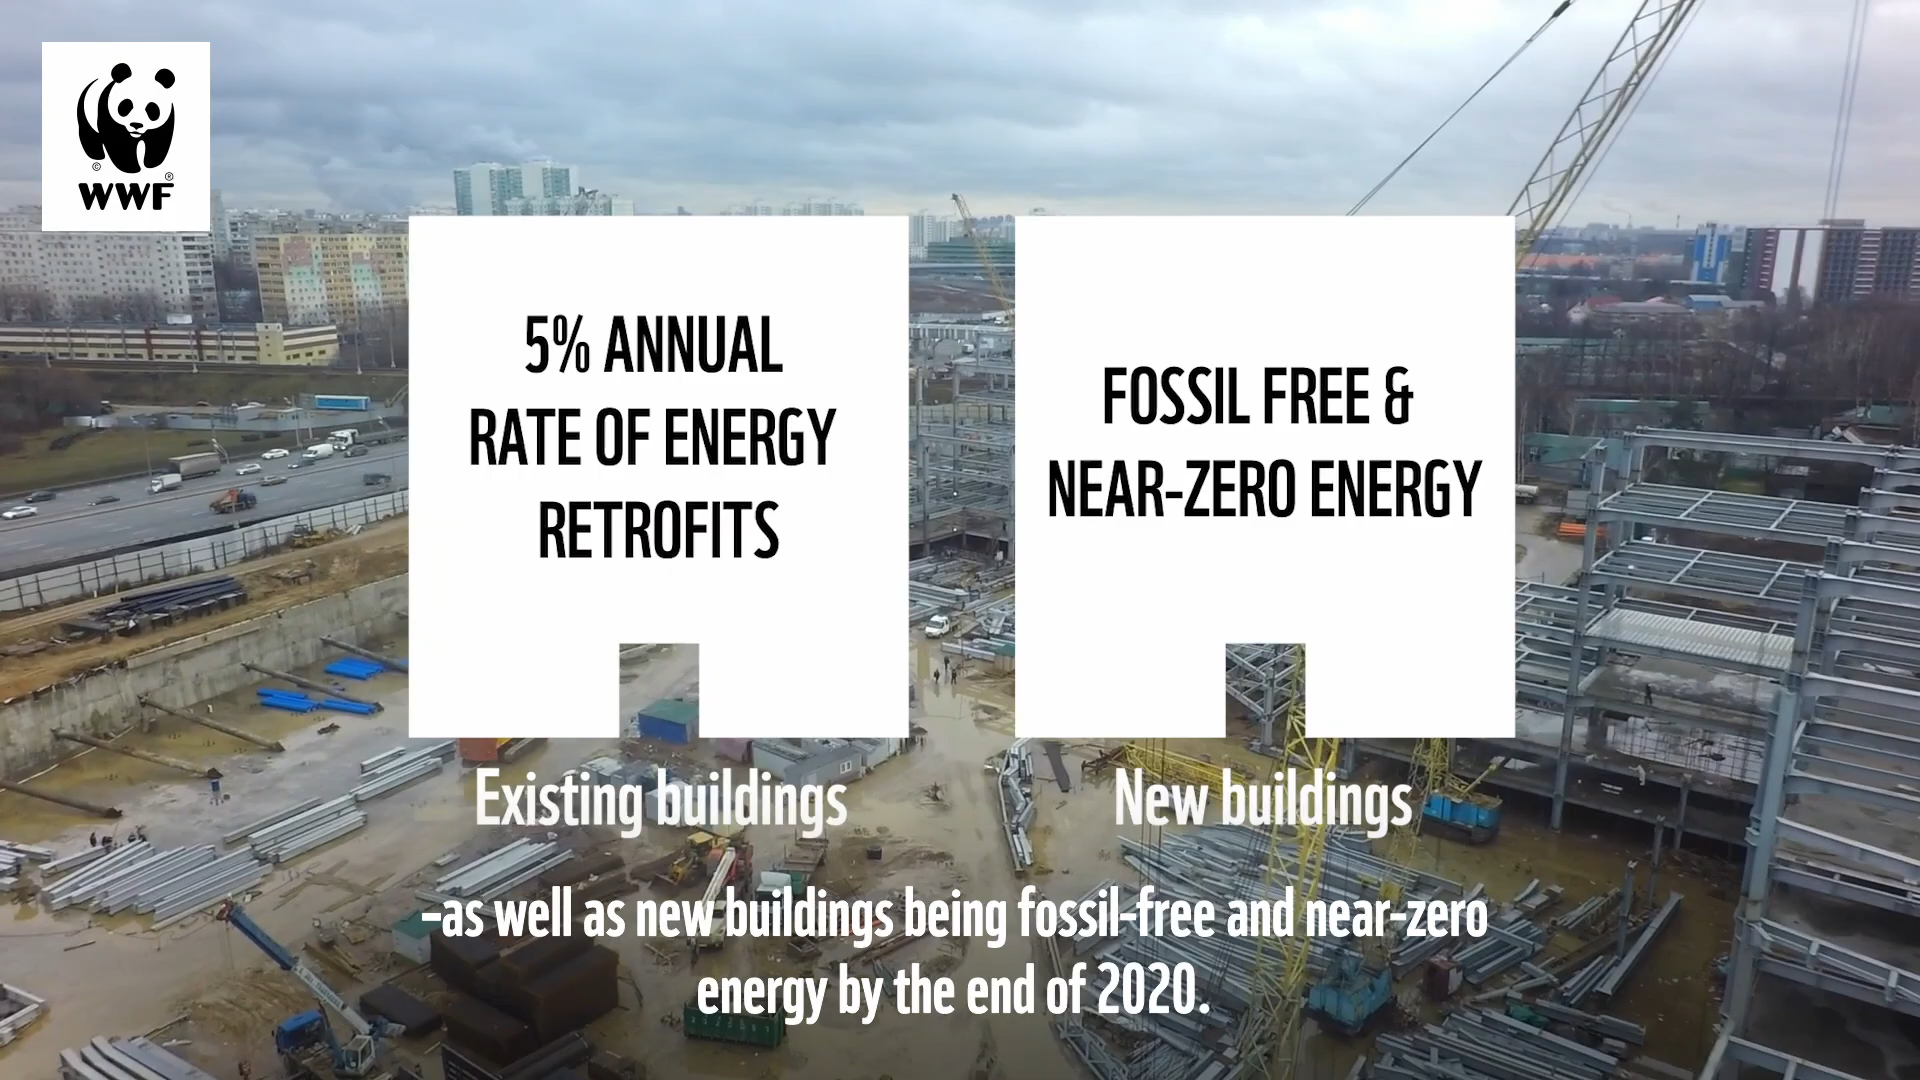 WWF
5% ANNUAL
RATE OF ENERGY
RETROFITS
FOSSIL FREE &
NEAR-ZERO ENERGY
Existing buildings
New buildings
-as well as new buildings being fossil-free and near-zero
energy by the end of 2020.